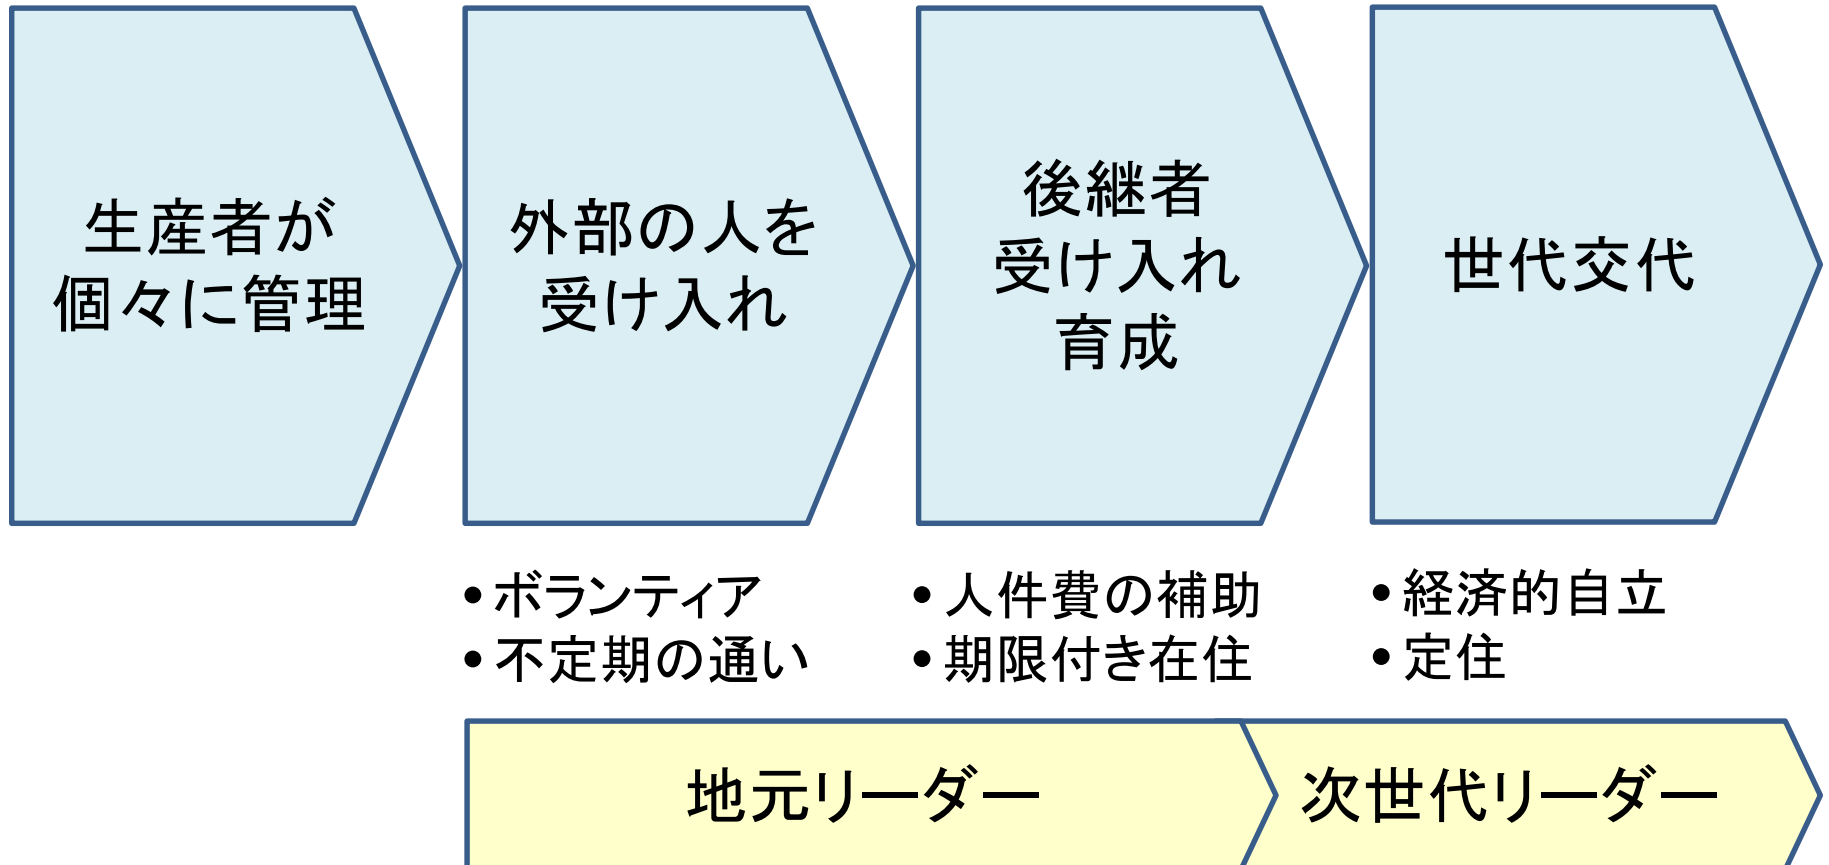 生産者が
個々に管理
外部の人を
受け入れ
後継者
受け入れ
育成
世代交代
•ボランティア
•不定期の通い
•人件費の補助
•期限付き在住
•経済的自立
•定住
地元リーダー
次世代リーダー